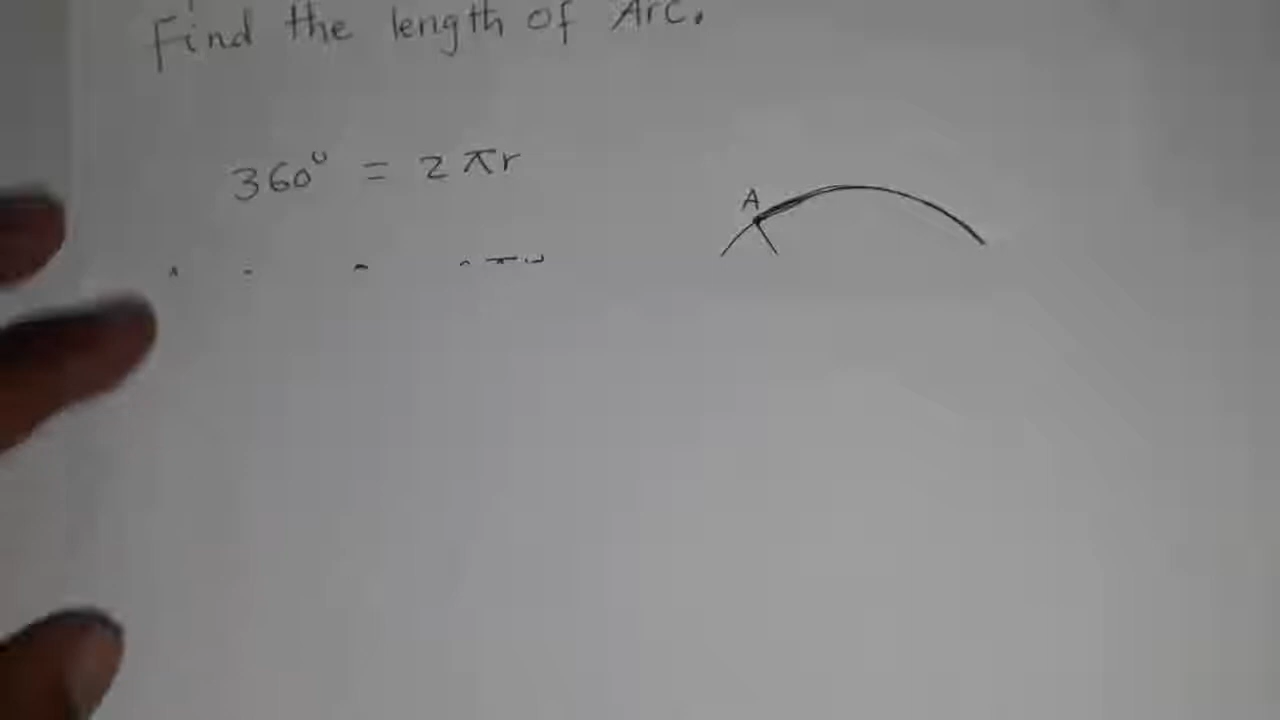 Find the length of Arc.
360° = 2πr
A